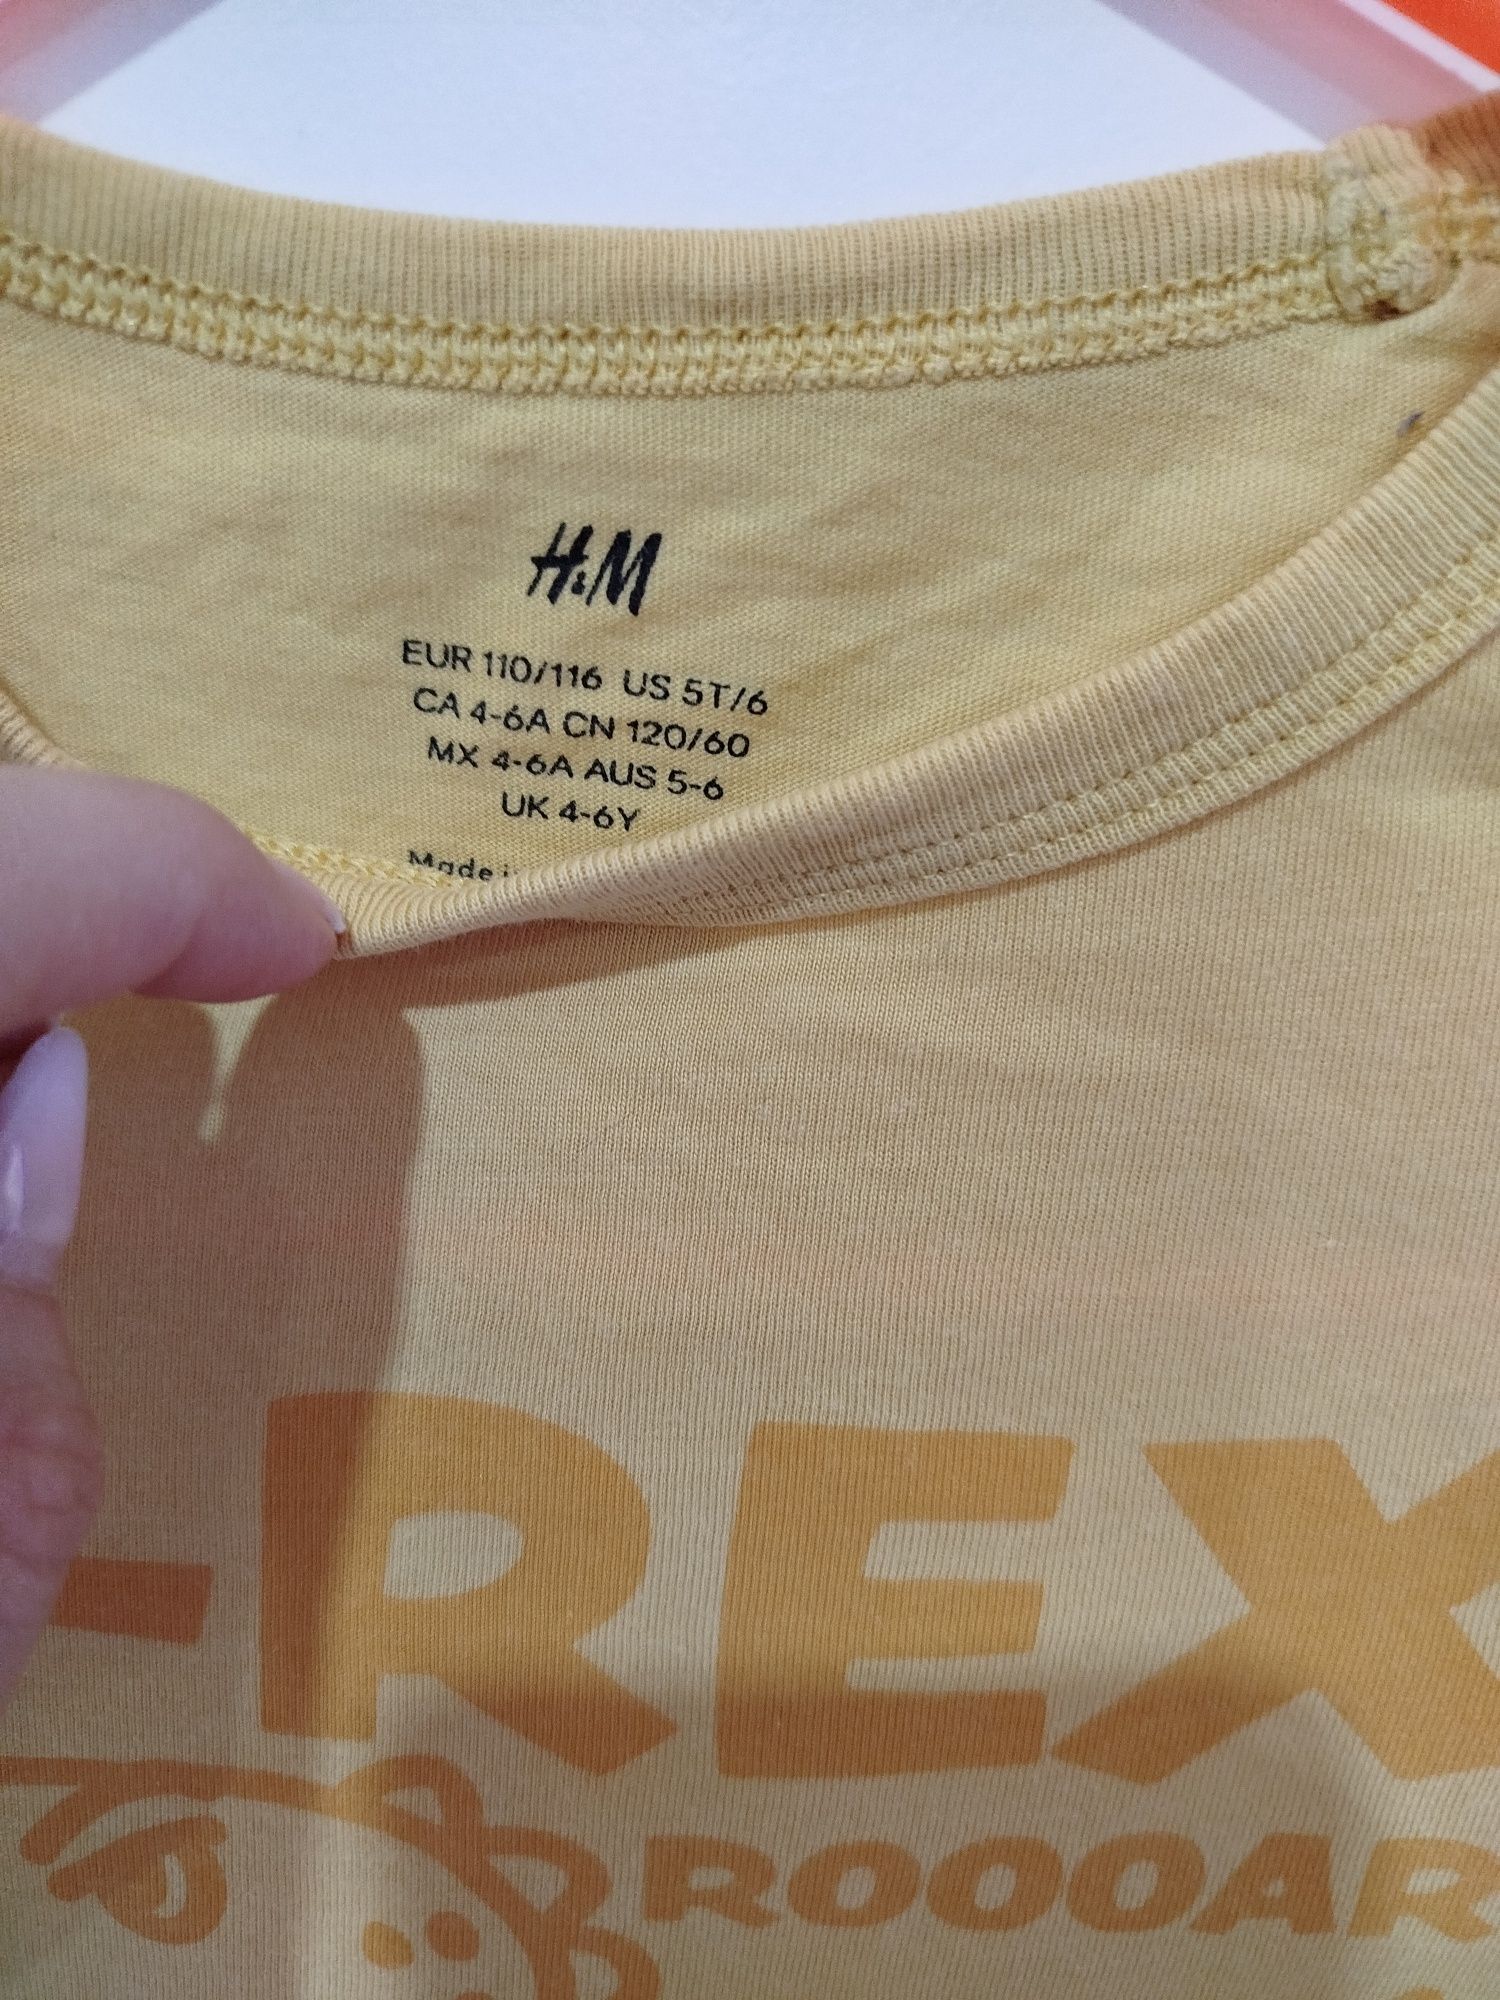 H&M
EUR 110/116 US 5T/6
CA 4-6A CN 120/60
MX 4-6A AUS 5-6
UK 4-6Y
Made
-REX
ROOOAR